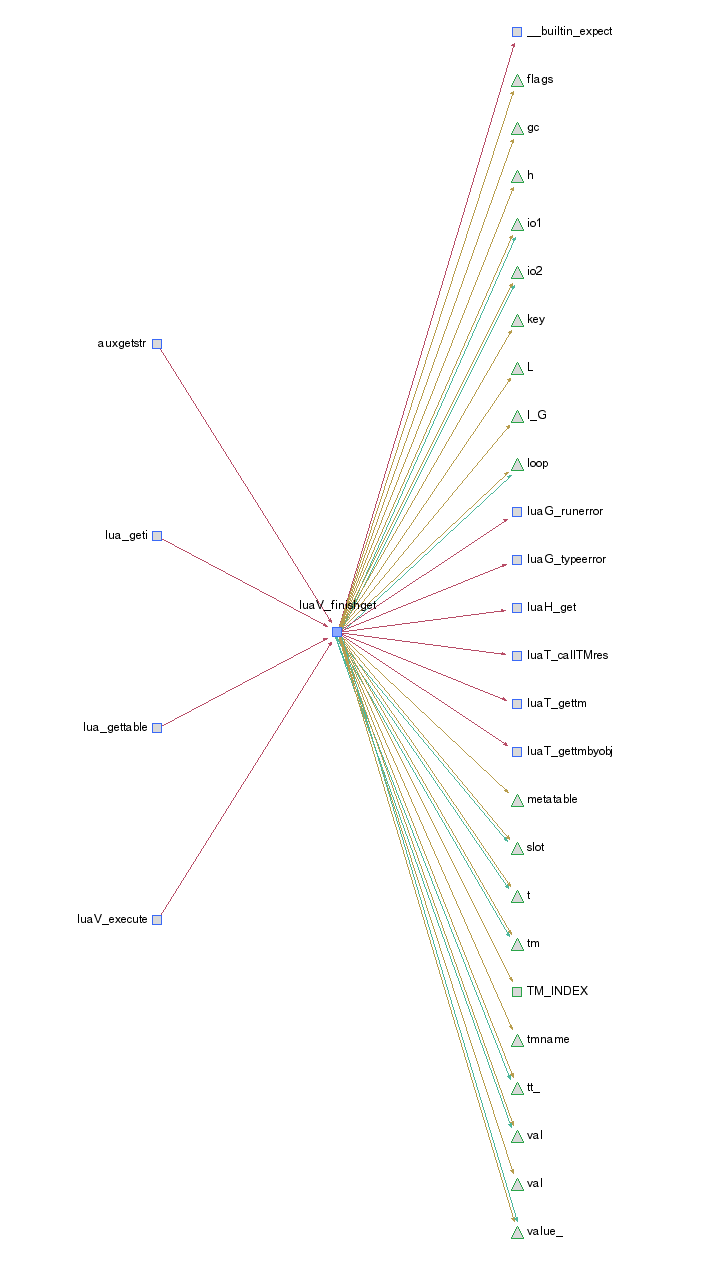 __builtin_expect
flags
gc
h
io1
io2
key
L
l_G
loop
luaG_runerror
luaG_typeerror
luaH_get
luaT_callTMres
luaT_gettm
luaT_gettmbyobj
metatable
slot
t
tm
TM_INDEX
tmname
tt_
val
val
value_
auxgetstr
lua_geti
lua_gettable
luaV_execute
luaV_finishget